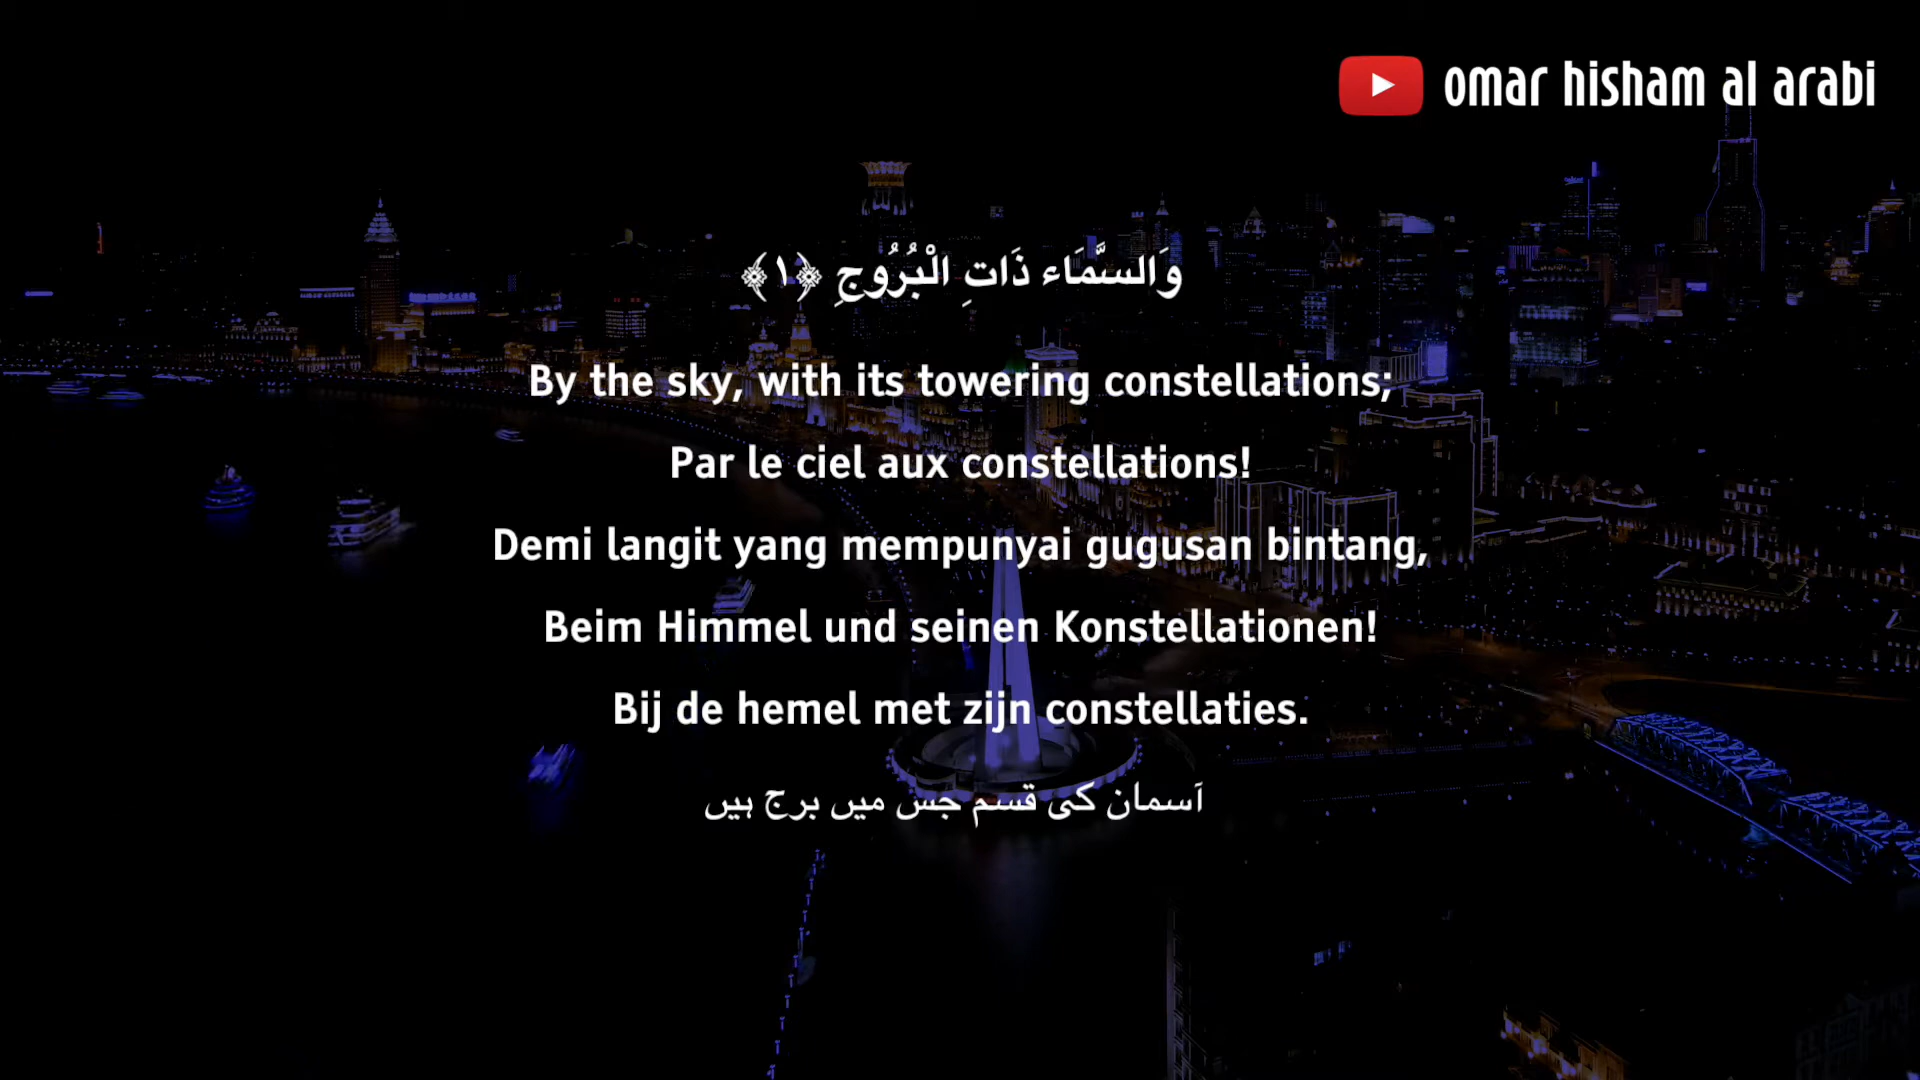 omar hisham al arabi
وَالسَّمَاء ذَاتِ الْبُرُوجِ ﴿١﴾
By the sky, with its towering constellations;
Par le ciel aux constellations!
Demi langit yang mempunyai gugusan bintang,
Beim Himmel und seinen Konstellationen!
Bij de hemel met zijn constellaties.
آسمان کی قسم جس میں برج ہیں